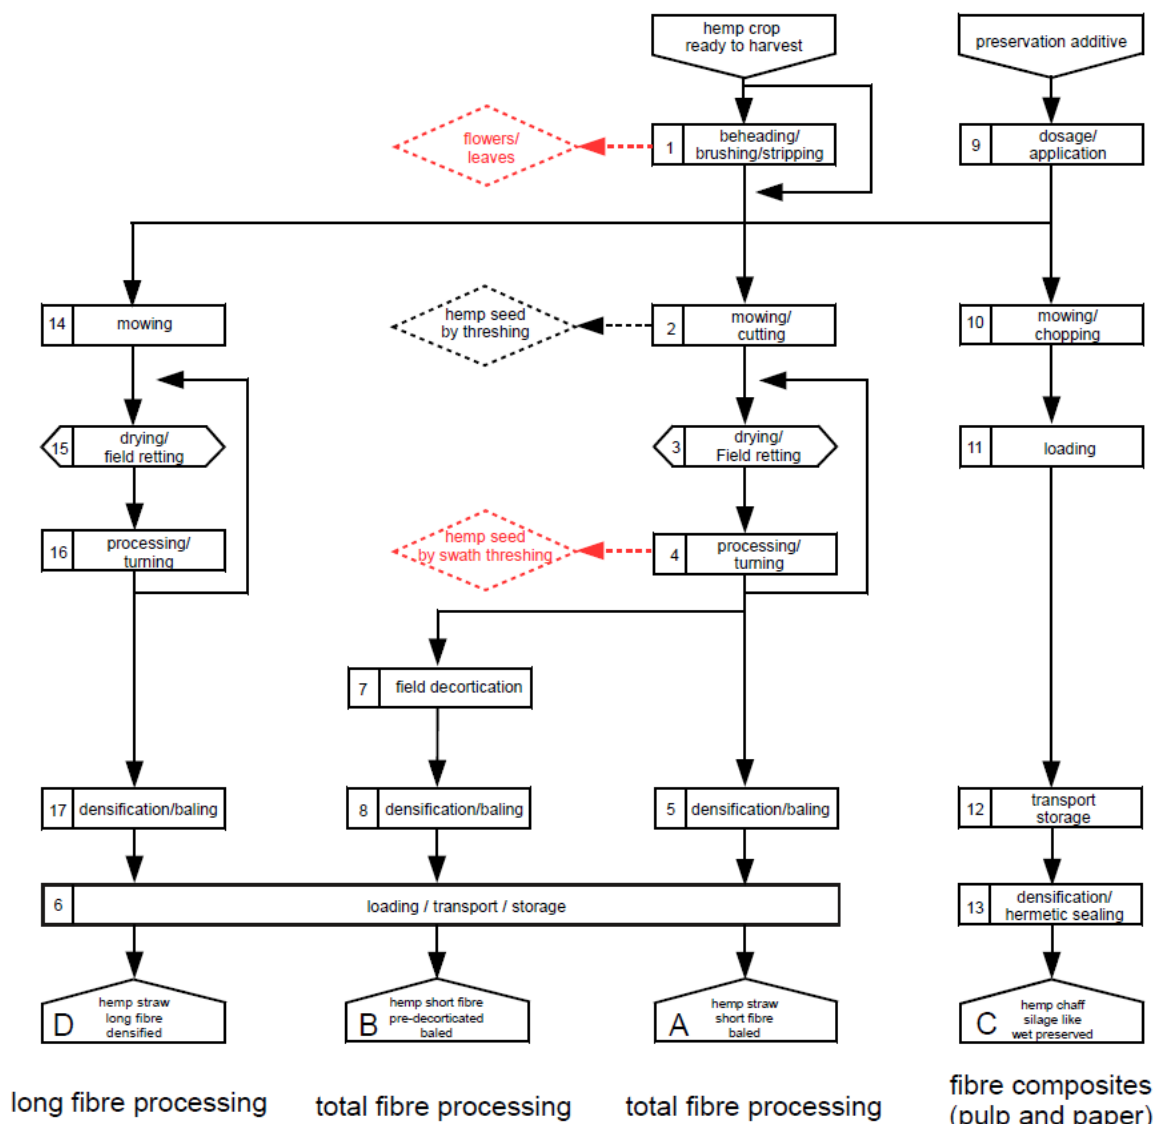 hemp crop
ready to harvest
preservation additive
flowers/
leaves
1
beheading/
brushing/stripping
9
dosage/
application
14
mowing
hemp seed
by threshing
2
mowing/
cutting
10
mowing/
chopping
15
drying/
field retting
3
drying/
Field retting
11
loading
16
processing/
turning
hemp seed
by swath threshing
4
processing/
turning
7
field decortication
17
densification/baling
8
densification/baling
5
densification/baling
12
transport
storage
6
loading / transport / storage
13
densification/
hermetic sealing
D
hemp straw
long fibre
densified
B
hemp short fibre
pre-decorticated
baled
A
hemp straw
short fibre
baled
C
hemp chaff
silage like
wet preserved
long fibre processing
total fibre processing
total fibre processing
fibre composites
(pulp and paper)